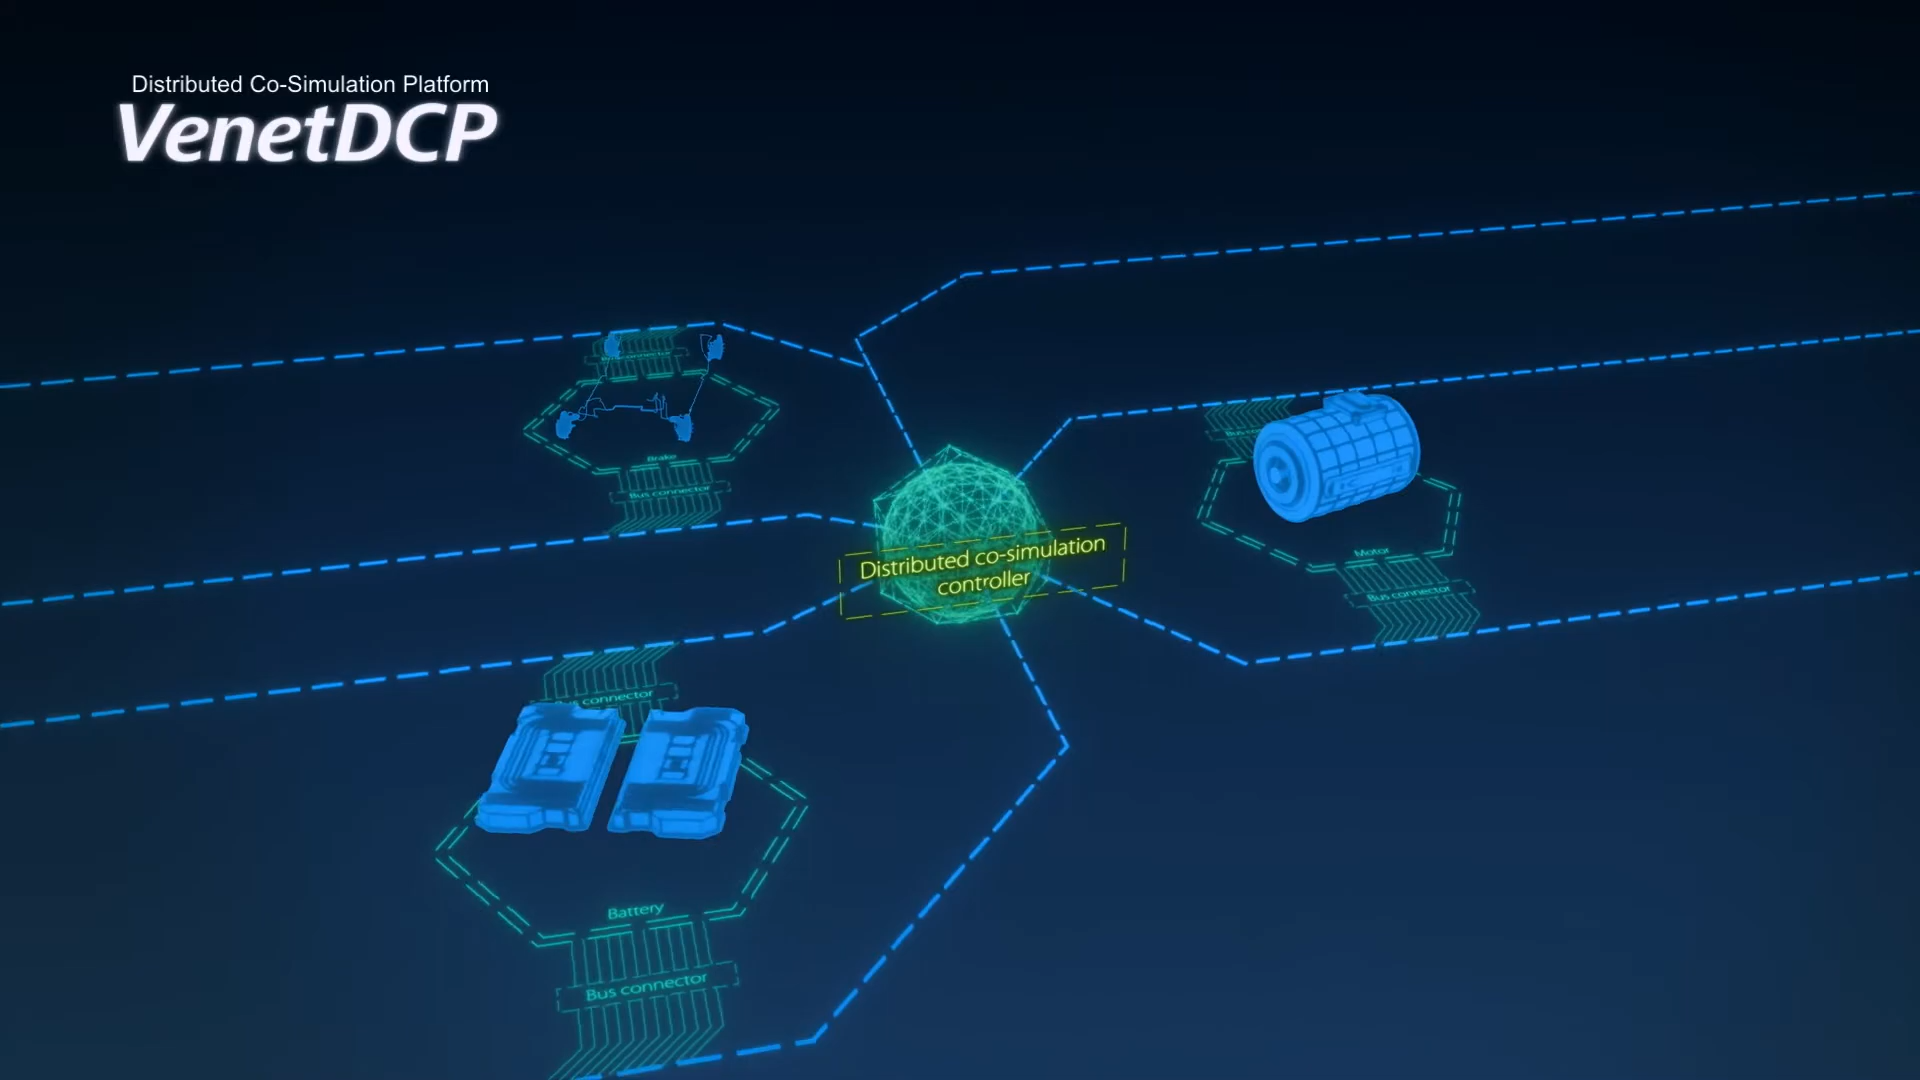 Distributed Co-Simulation Platform
VenetDCP
Brake
Bus connector
Distributed co-simulation
controller
Motor
Bus connector
Bus connector
Battery
Bus connector